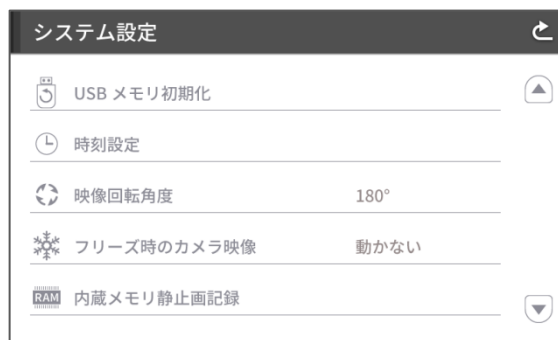 システム設定
USB メモリ初期化
時刻設定
映像回転角度 180°
フリーズ時のカメラ映像 動かない
RAM 内蔵メモリ静止画記録